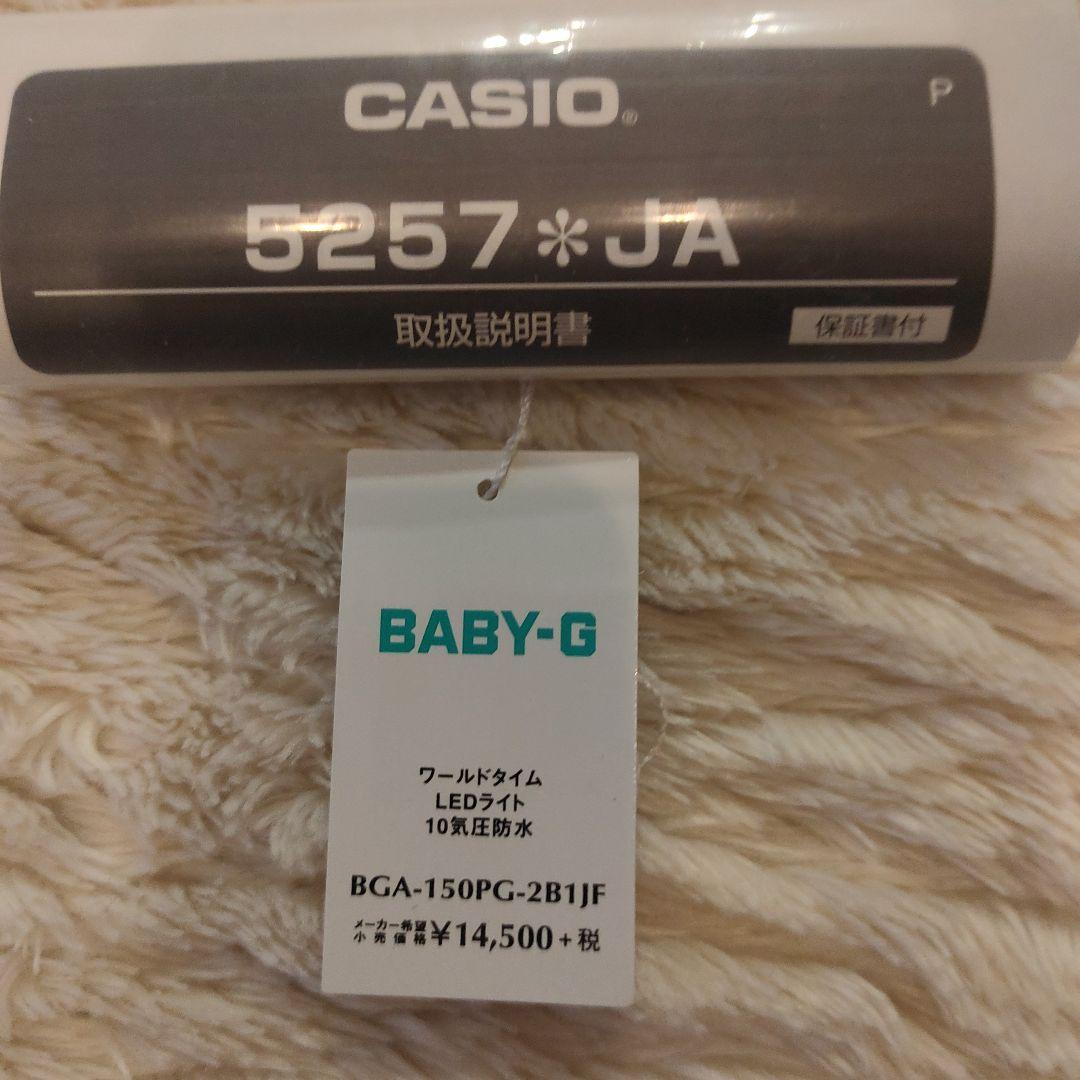 CASIO®
P
5257＊JA
取扱説明書
保証書付
BABY-G
ワールドタイム
LEDライト
10気圧防水
BGA-150PG-2B1JF
メーカー希望
小売価格 ¥14,500+税